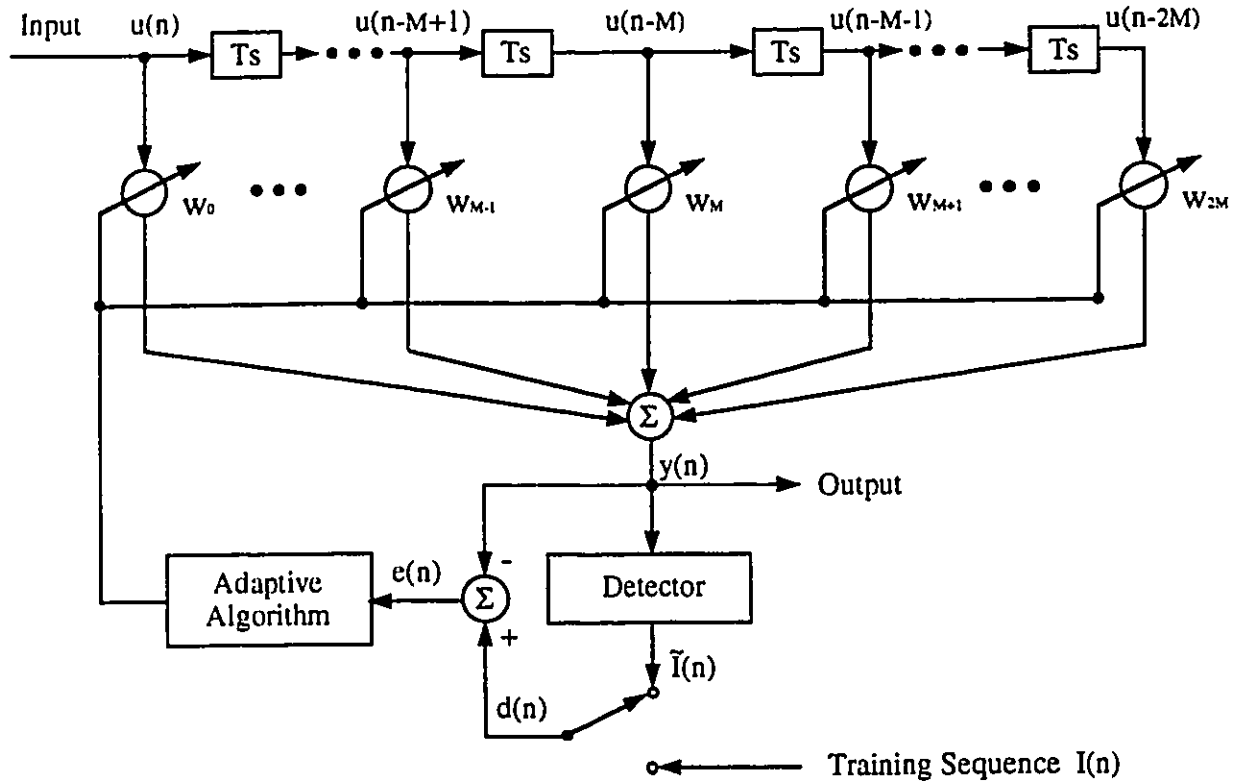 Input
u(n)
u(n-M+1)
u(n-M)
u(n-M-1)
u(n-2M)
Ts
Ts
Ts
Ts
W0
WM-1
WM
WM+1
W2M
Σ
y(n)
Output
-
Adaptive
Algorithm
e(n)
Σ
Detector
+
Ĩ(n)
d(n)
Training Sequence I(n)